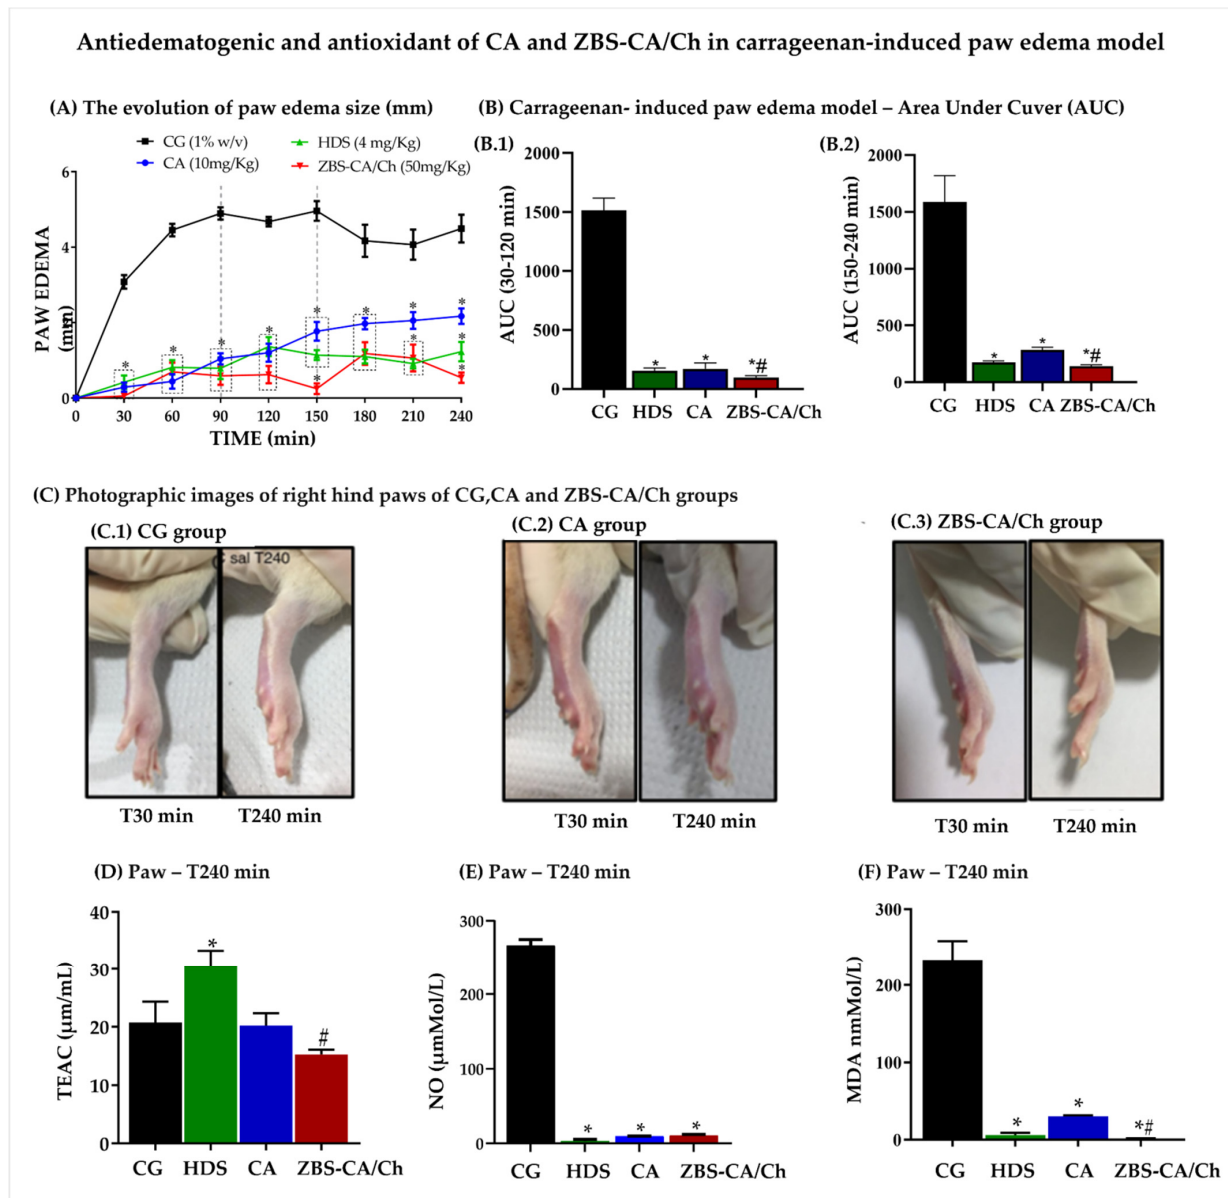 Antiedematogenic and antioxidant of CA and ZBS-CA/Ch in carrageenan-induced paw edema model
(A) The evolution of paw edema size (mm)
CG (1% w/v)
HDS (4 mg/Kg)
CA (10mg/Kg)
ZBS-CA/Ch (50mg/Kg)
PAW EDEMA
6
4
0
*
*
*
*
*
*
*
*
*
*
*
*
0 30 60 90 120 150 180 210 240
TIME (min)
(B) Carrageenan- induced paw edema model – Area Under Cuver (AUC)
(B.1)
AUC (30-120 min)
2000
1500
1000
500
0
* * *#
CG HDS CA ZBS-CA/Ch
(B.2)
AUC (150-240 min)
2000
1500
1000
500
0
* * *#
CG HDS CA ZBS-CA/Ch
(C) Photographic images of right hind paws of CG,CA and ZBS-CA/Ch groups
(C.1) CG group
sal T240
T30 min T240 min
(C.2) CA group
T30 min T240 min
(C.3) ZBS-CA/Ch group
T30 min T240 min
(D) Paw – T240 min
TEAC (µm/mL)
40
30
20
10
0
* #
CG HDS CA ZBS-CA/Ch
(E) Paw – T240 min
NO (µmMol/L)
300
200
100
0
* * *
CG HDS CA ZBS-CA/Ch
(F) Paw – T240 min
MDA nmMol/L)
300
200
100
0
* * *#
CG HDS CA ZBS-CA/Ch